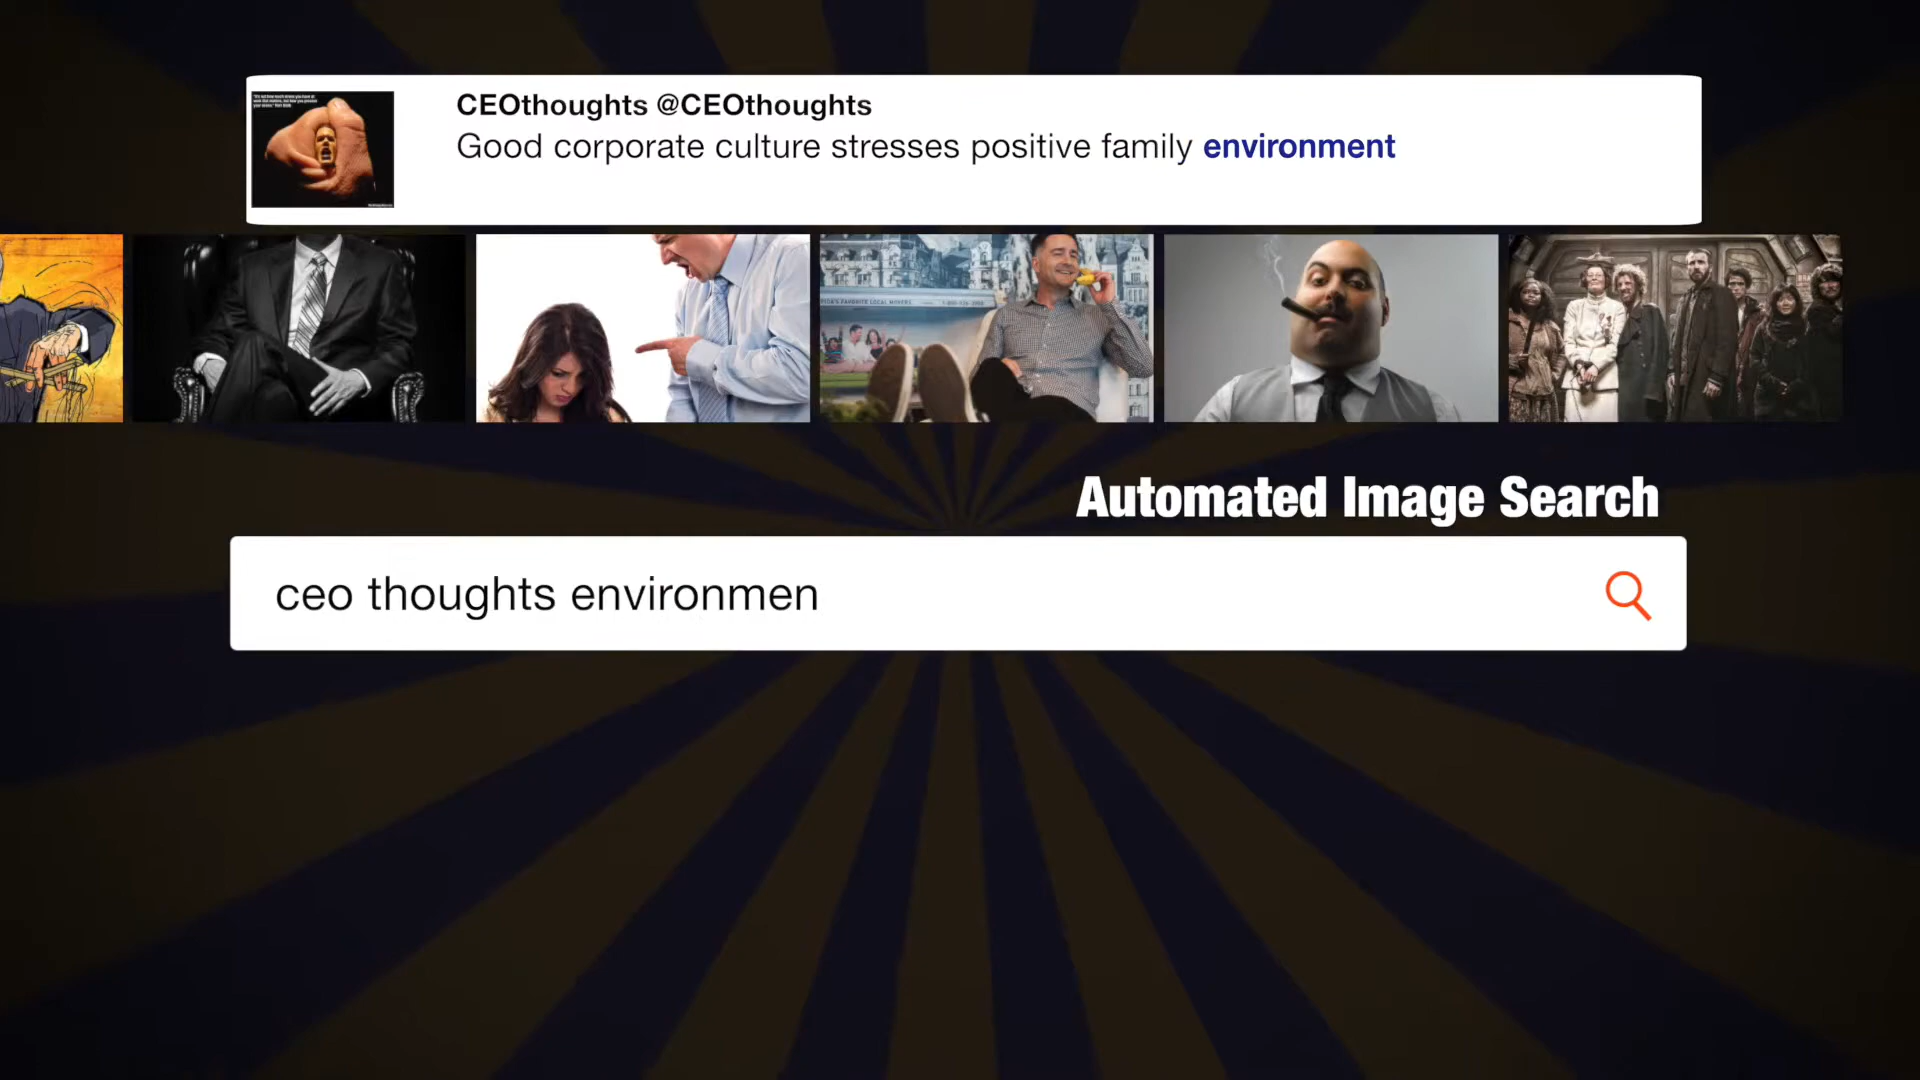 CEOthoughts @CEOthoughts
Good corporate culture stresses positive family environment
Automated Image Search
ceo thoughts environmen